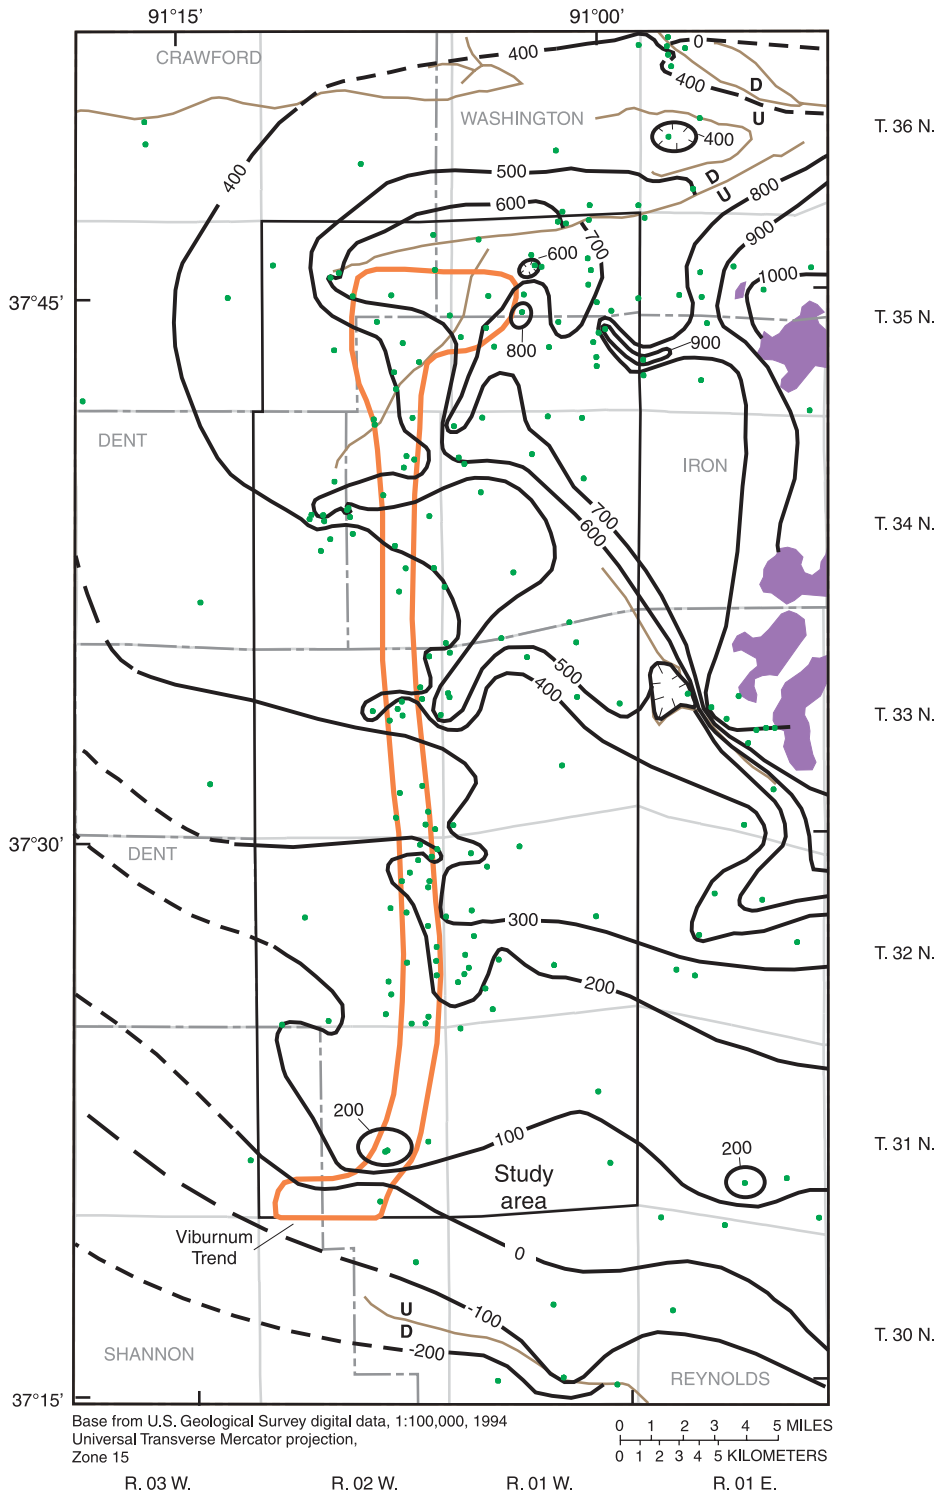 91°15' 91°00'
CRAWFORD 400 0
400 D
WASHINGTON U T. 36 N.
400
400 500 D
U 800
600 900
700
600 1000
37°45' T. 35 N.
800 900
DENT IRON
700
600 T. 34 N.
500
400 T. 33 N.
37°30'
DENT
300
T. 32 N.
200
200 100 200 T. 31 N.
Study
area
Viburnum
Trend
0
U -100
D T. 30 N.
-200
SHANNON REYNOLDS
37°15'
Base from U.S. Geological Survey digital data, 1:100,000, 1994
Universal Transverse Mercator projection,
Zone 15
0 1 2 3 4 5 MILES
0 1 2 3 4 5 KILOMETERS
R. 03 W. R. 02 W. R. 01 W. R. 01 E.